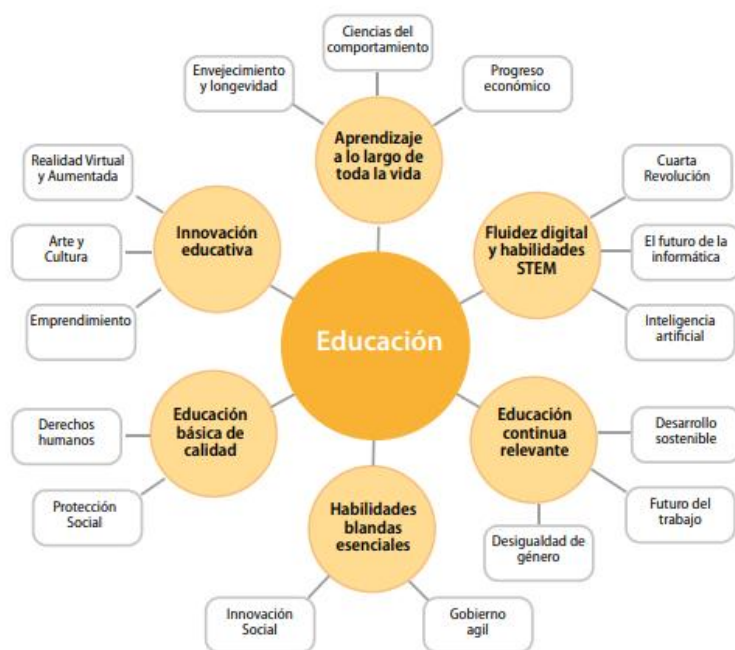 Ciencias del
comportamiento
Envejecimiento
y longevidad
Progreso
económico
Aprendizaje
a lo largo de
toda la vida
Realidad Virtual
y Aumentada
Arte y
Cultura
Emprendimiento
Innovación
educativa
Fluidez digital
y habilidades
STEM
Cuarta
Revolución
El futuro de la
informática
Inteligencia
artificial
Educación
Derechos
humanos
Protección
Social
Educación
básica de
calidad
Educación
continua
relevante
Desarrollo
sostenible
Futuro del
trabajo
Desigualdad de
género
Habilidades
blandas
esenciales
Innovación
Social
Gobierno
agil